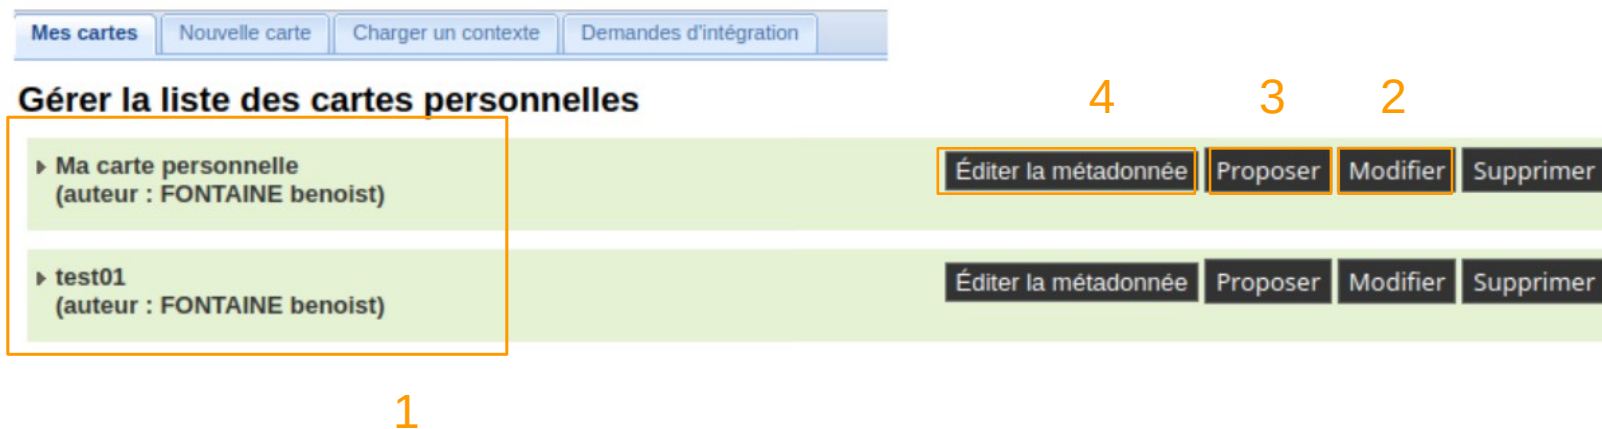 Mes cartes Nouvelle carte Charger un contexte Demandes d'intégration
Gérer la liste des cartes personnelles
4 3 2
Ma carte personnelle
(auteur : FONTAINE benoist)
Éditer la métadonnée Proposer Modifier Supprimer
test01
(auteur : FONTAINE benoist)
Éditer la métadonnée Proposer Modifier Supprimer
1